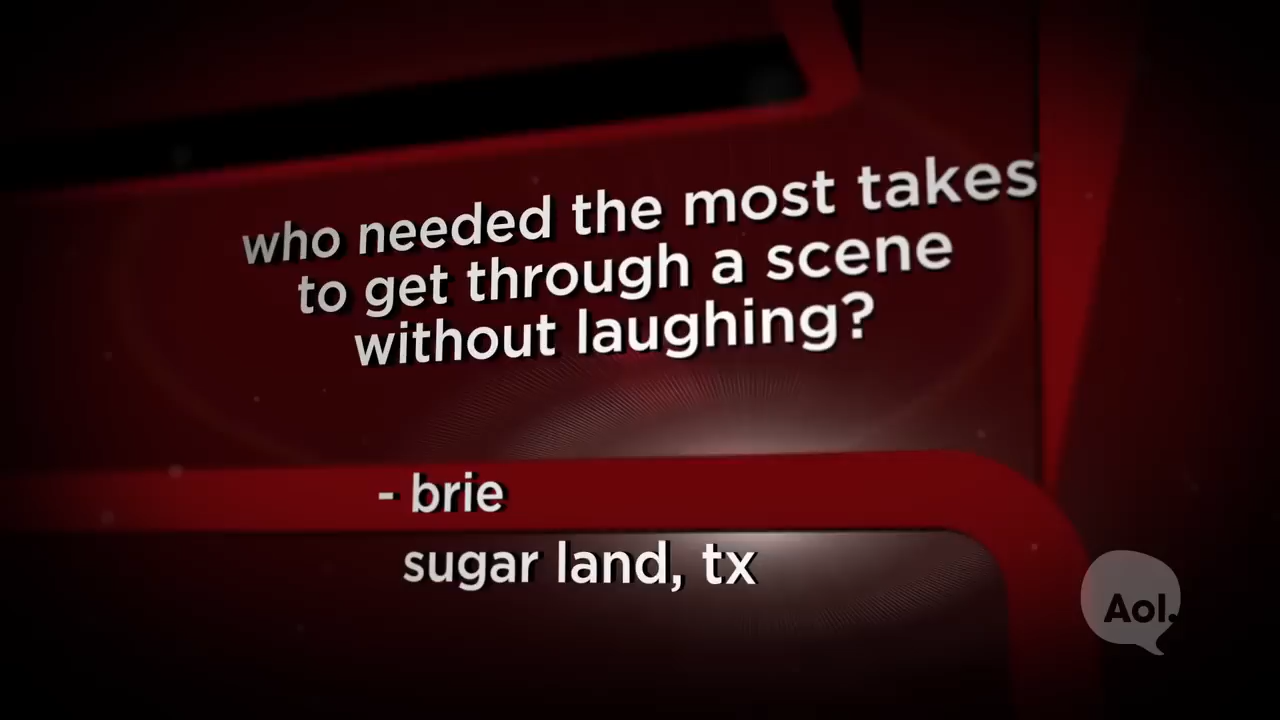 who needed the most takes
to get through a scene
without laughing?
- brie
sugar land, tx
Aol.